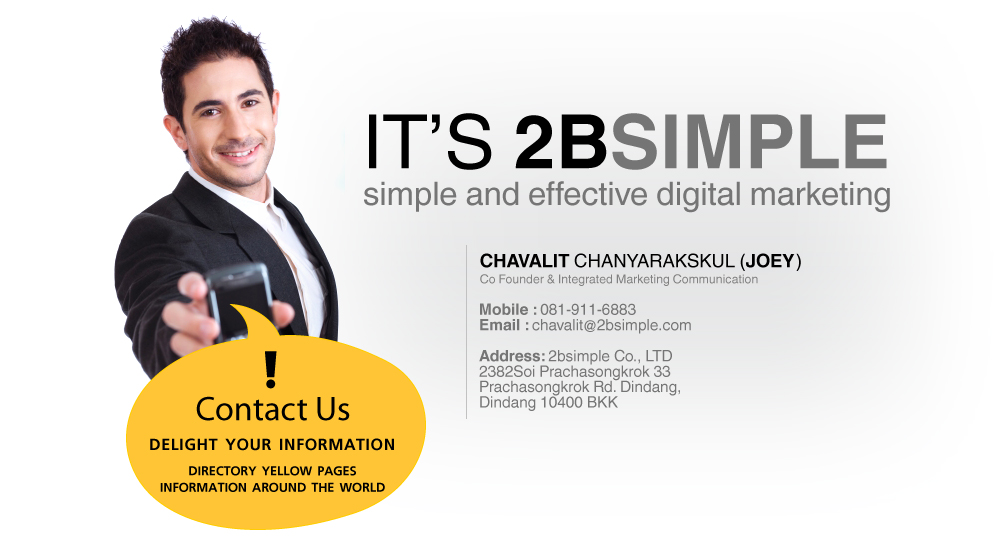 IT'S 2BSIMPLE
simple and effective digital marketing
CHAVALIT CHANYARAKSKUL (JOEY)
Co Founder & Integrated Marketing Communication
Mobile : 081-911-6883
Email : chavalit@2bsimple.com
Address: 2bsimple Co., LTD
2382Soi Prachasongkrok 33
Prachasongkrok Rd. Dindang,
Dindang 10400 BKK
!
Contact Us
DELIGHT YOUR INFORMATION
DIRECTORY YELLOW PAGES
INFORMATION AROUND THE WORLD